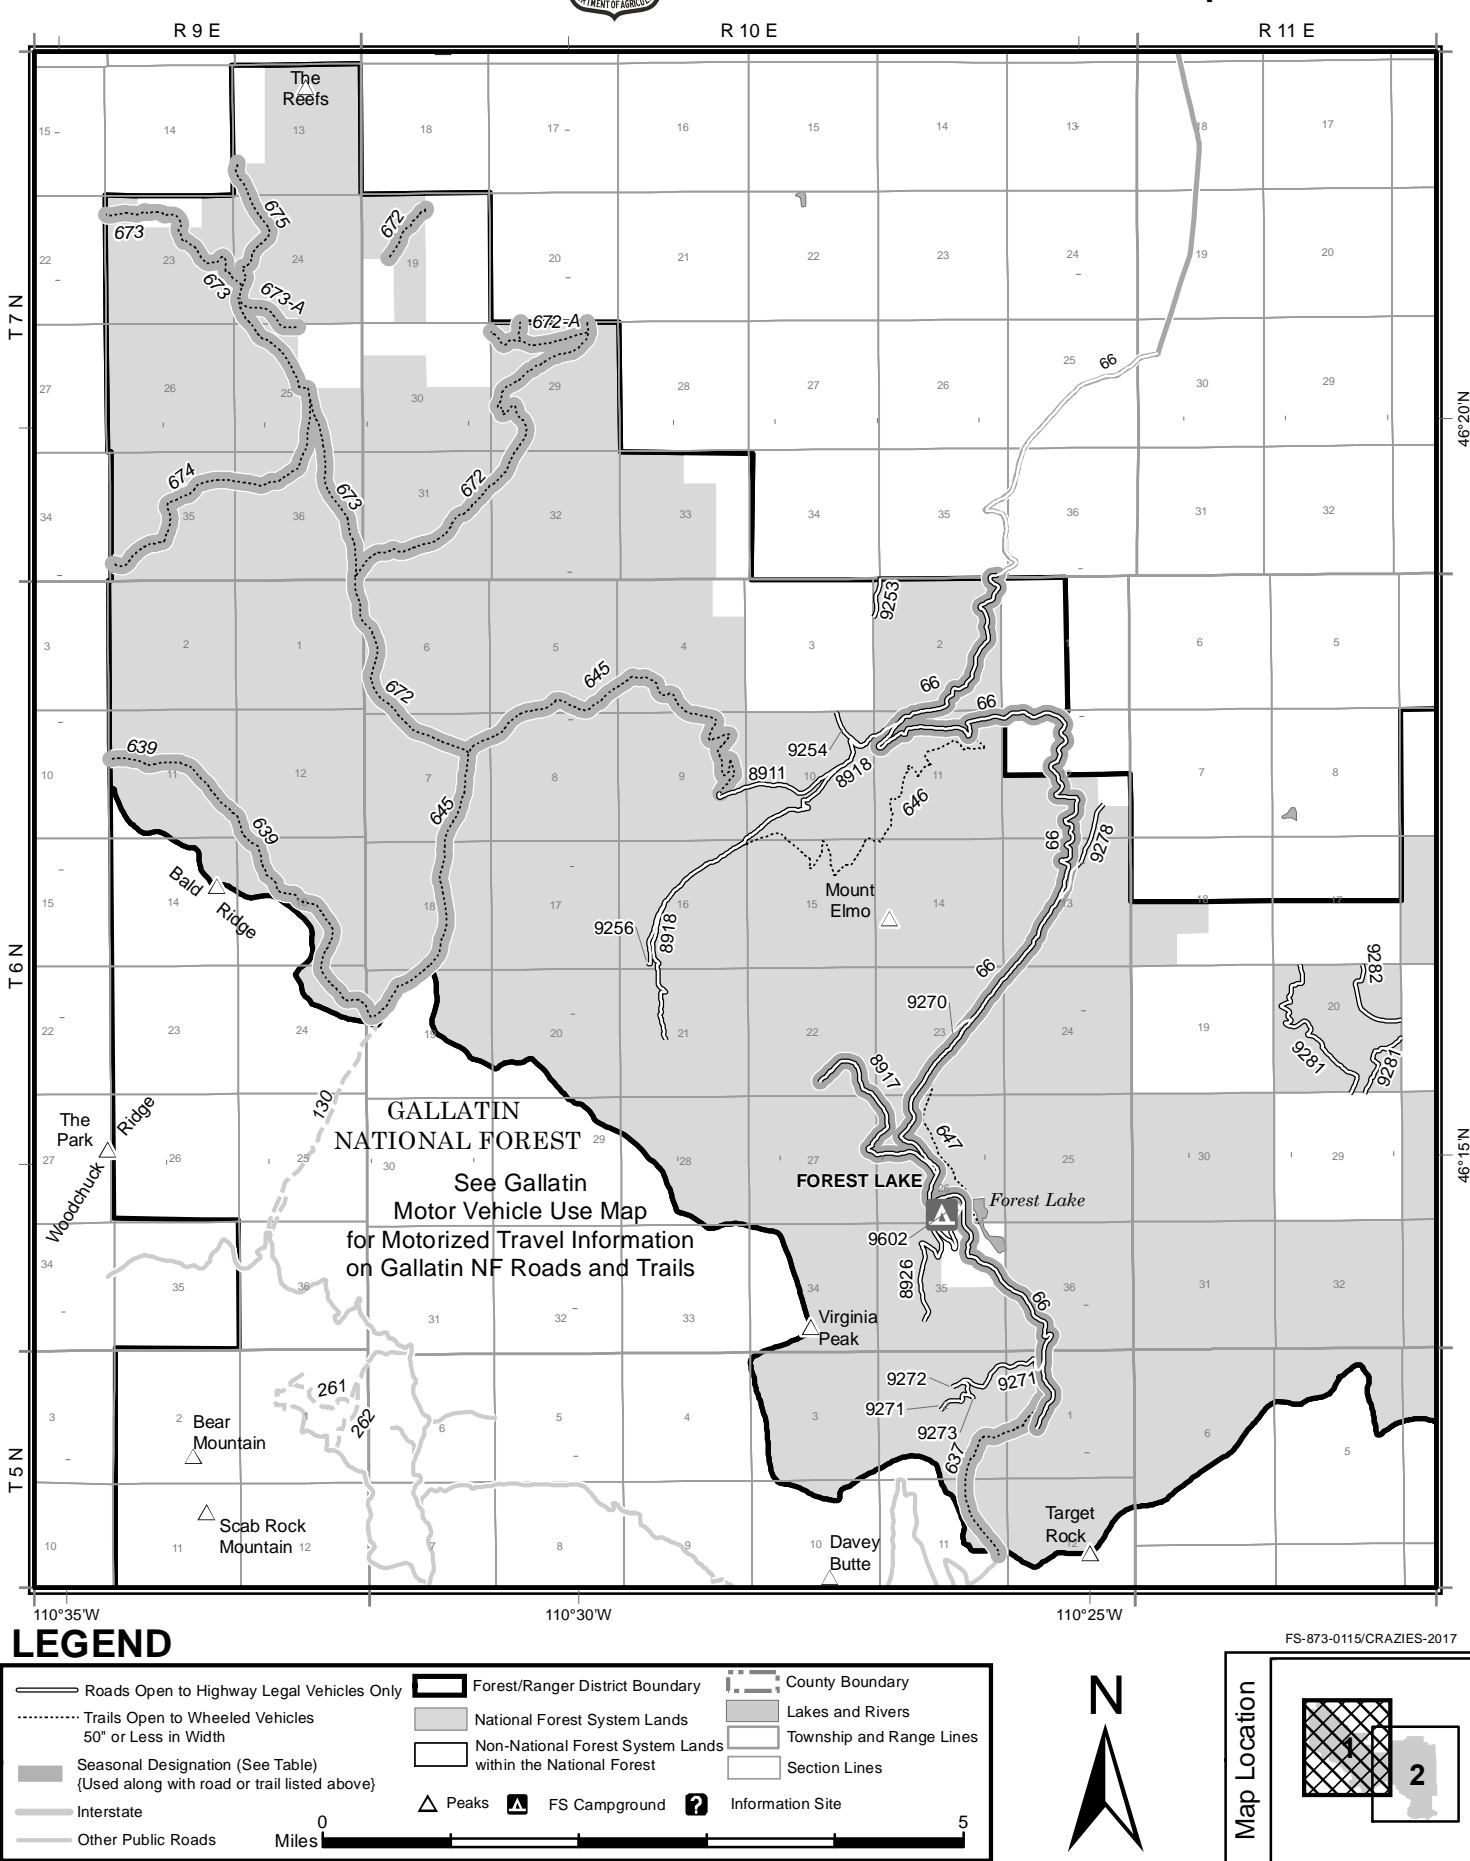 DEPARTMENT OF AGRICU
R 9 E
R 10 E
R 11 E
The
Reefs
15
14
13
18
17
16
15
14
13
18
17
675
672
673
22
23
24
19
20
21
22
23
24
19
20
673
673-A
672-A
T 7 N
66
25
27
26
25
30
29
28
27
26
30
29
46°20'N
674
673
672
31
34
35
36
32
33
34
35
36
31
32
9253
3
2
1
6
5
4
3
2
1
6
5
645
672
66
66
639
9254
8911
8918
10
11
12
7
8
9
10
11
7
8
646
639
645
66
9278
Bald
Ridge
Mount
Elmo
15
14
18
17
16
15
14
13
18
17
9256
8918
T 6 N
66
9282
9270
20
22
23
24
19
20
21
22
23
24
19
9281
9281
8917
130
GALLATIN
NATIONAL FOREST
The
Park
Woodchuck
Ridge
647
27
26
25
30
29
28
27
26
25
30
29
46°15'N
See Gallatin
Motor Vehicle Use Map
for Motorized Travel Information
on Gallatin NF Roads and Trails
FOREST LAKE
Forest Lake
9602
8926
34
35
36
31
32
33
34
35
36
31
32
66
Virginia
Peak
9272
9271
9271
9273
637
261
262
3
2
1
6
5
4
3
1
6
5
Bear
Mountain
T 5 N
Scab Rock
Mountain
Target
Rock
Davey
Butte
10
11
12
7
8
9
10
11
12
110°35'W
110°30'W
110°25'W
LEGEND
FS-873-0115/CRAZIES-2017
Roads Open to Highway Legal Vehicles Only
Trails Open to Wheeled Vehicles
50" or Less in Width
Seasonal Designation (See Table)
{Used along with road or trail listed above}
Interstate
Other Public Roads
Forest/Ranger District Boundary
National Forest System Lands
Non-National Forest System Lands
within the National Forest
Peaks
FS Campground
Information Site
County Boundary
Lakes and Rivers
Township and Range Lines
Section Lines
Miles
0
5
N
Map Location
1
2